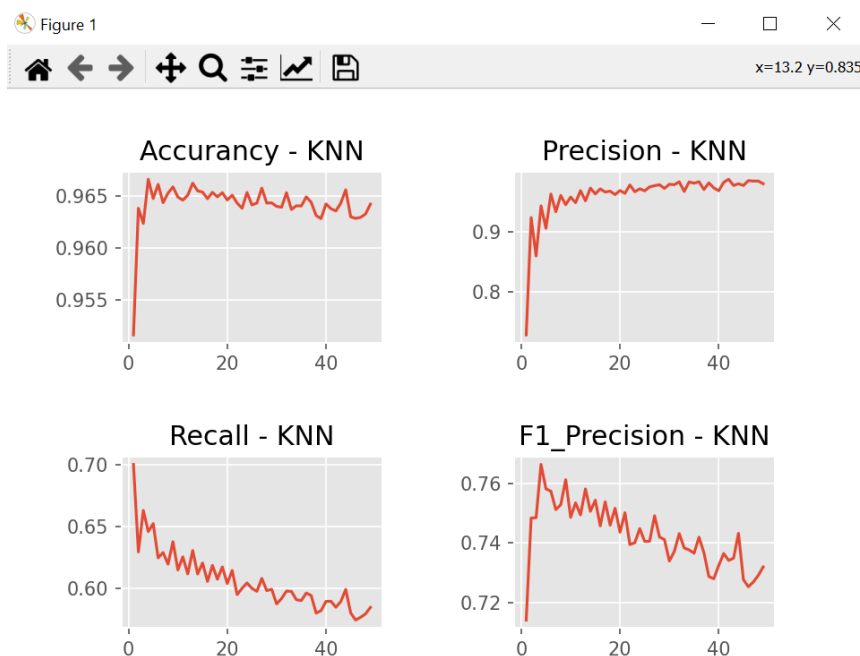 Figure 1
x=13.2 y=0.835
Accurancy - KNN
0.965
0.960
0.955
0 20 40
Precision - KNN
0.9
0.8
0 20 40
Recall - KNN
0.70
0.65
0.60
0 20 40
F1_Precision - KNN
0.76
0.74
0.72
0 20 40